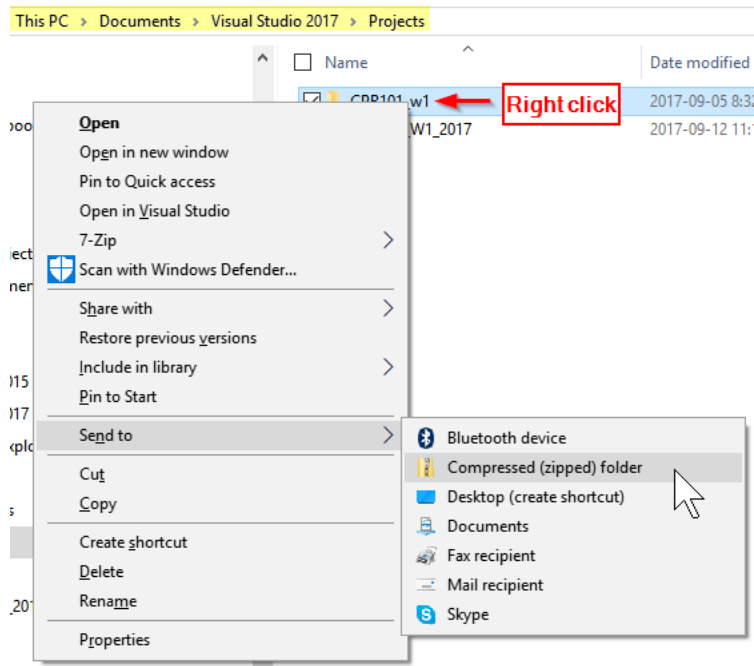 This PC > Documents > Visual Studio 2017 > Projects
Name
Date modified
CPR101_w1
Right click
2017-09-05 8:32
_W1_2017
2017-09-12 11:
Open
Open in new window
Pin to Quick access
Open in Visual Studio
7-Zip
Scan with Windows Defender...
Share with
Restore previous versions
Include in library
Pin to Start
Send to
Cut
Copy
Create shortcut
Delete
Rename
Properties
Bluetooth device
Compressed (zipped) folder
Desktop (create shortcut)
Documents
Fax recipient
Mail recipient
Skype